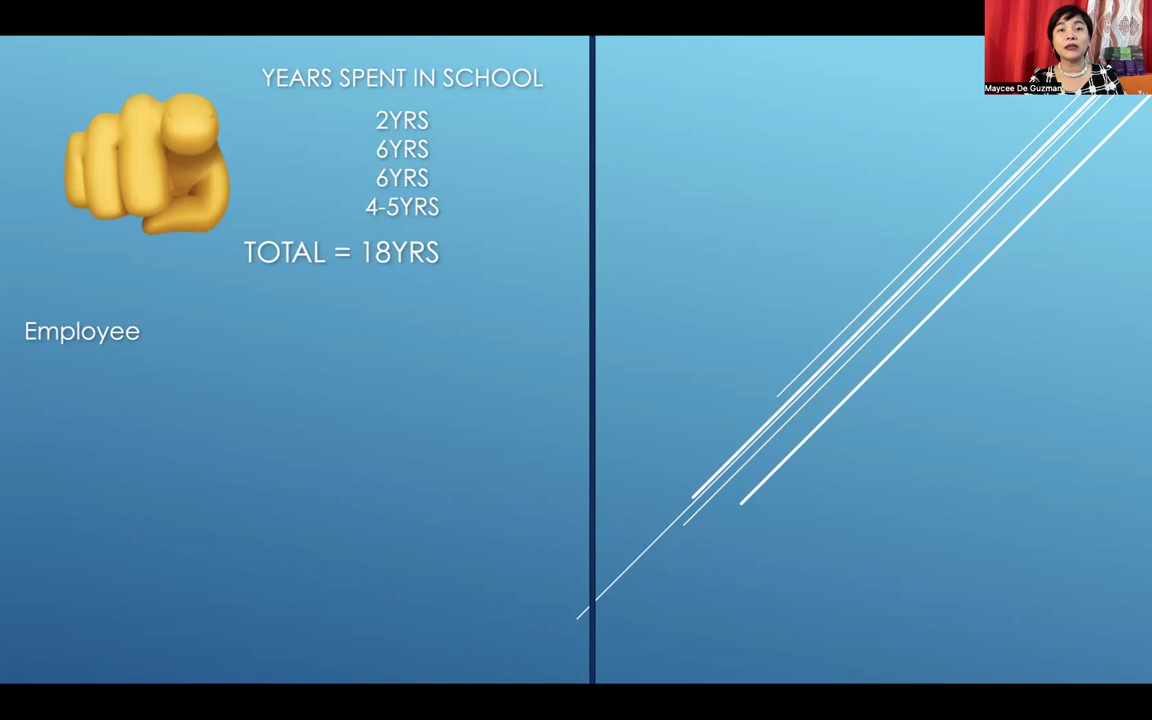 YEARS SPENT IN SCHOOL
2YRS
6YRS
6YRS
4-5YRS
TOTAL = 18YRS
Employee
Maycee De Guzman